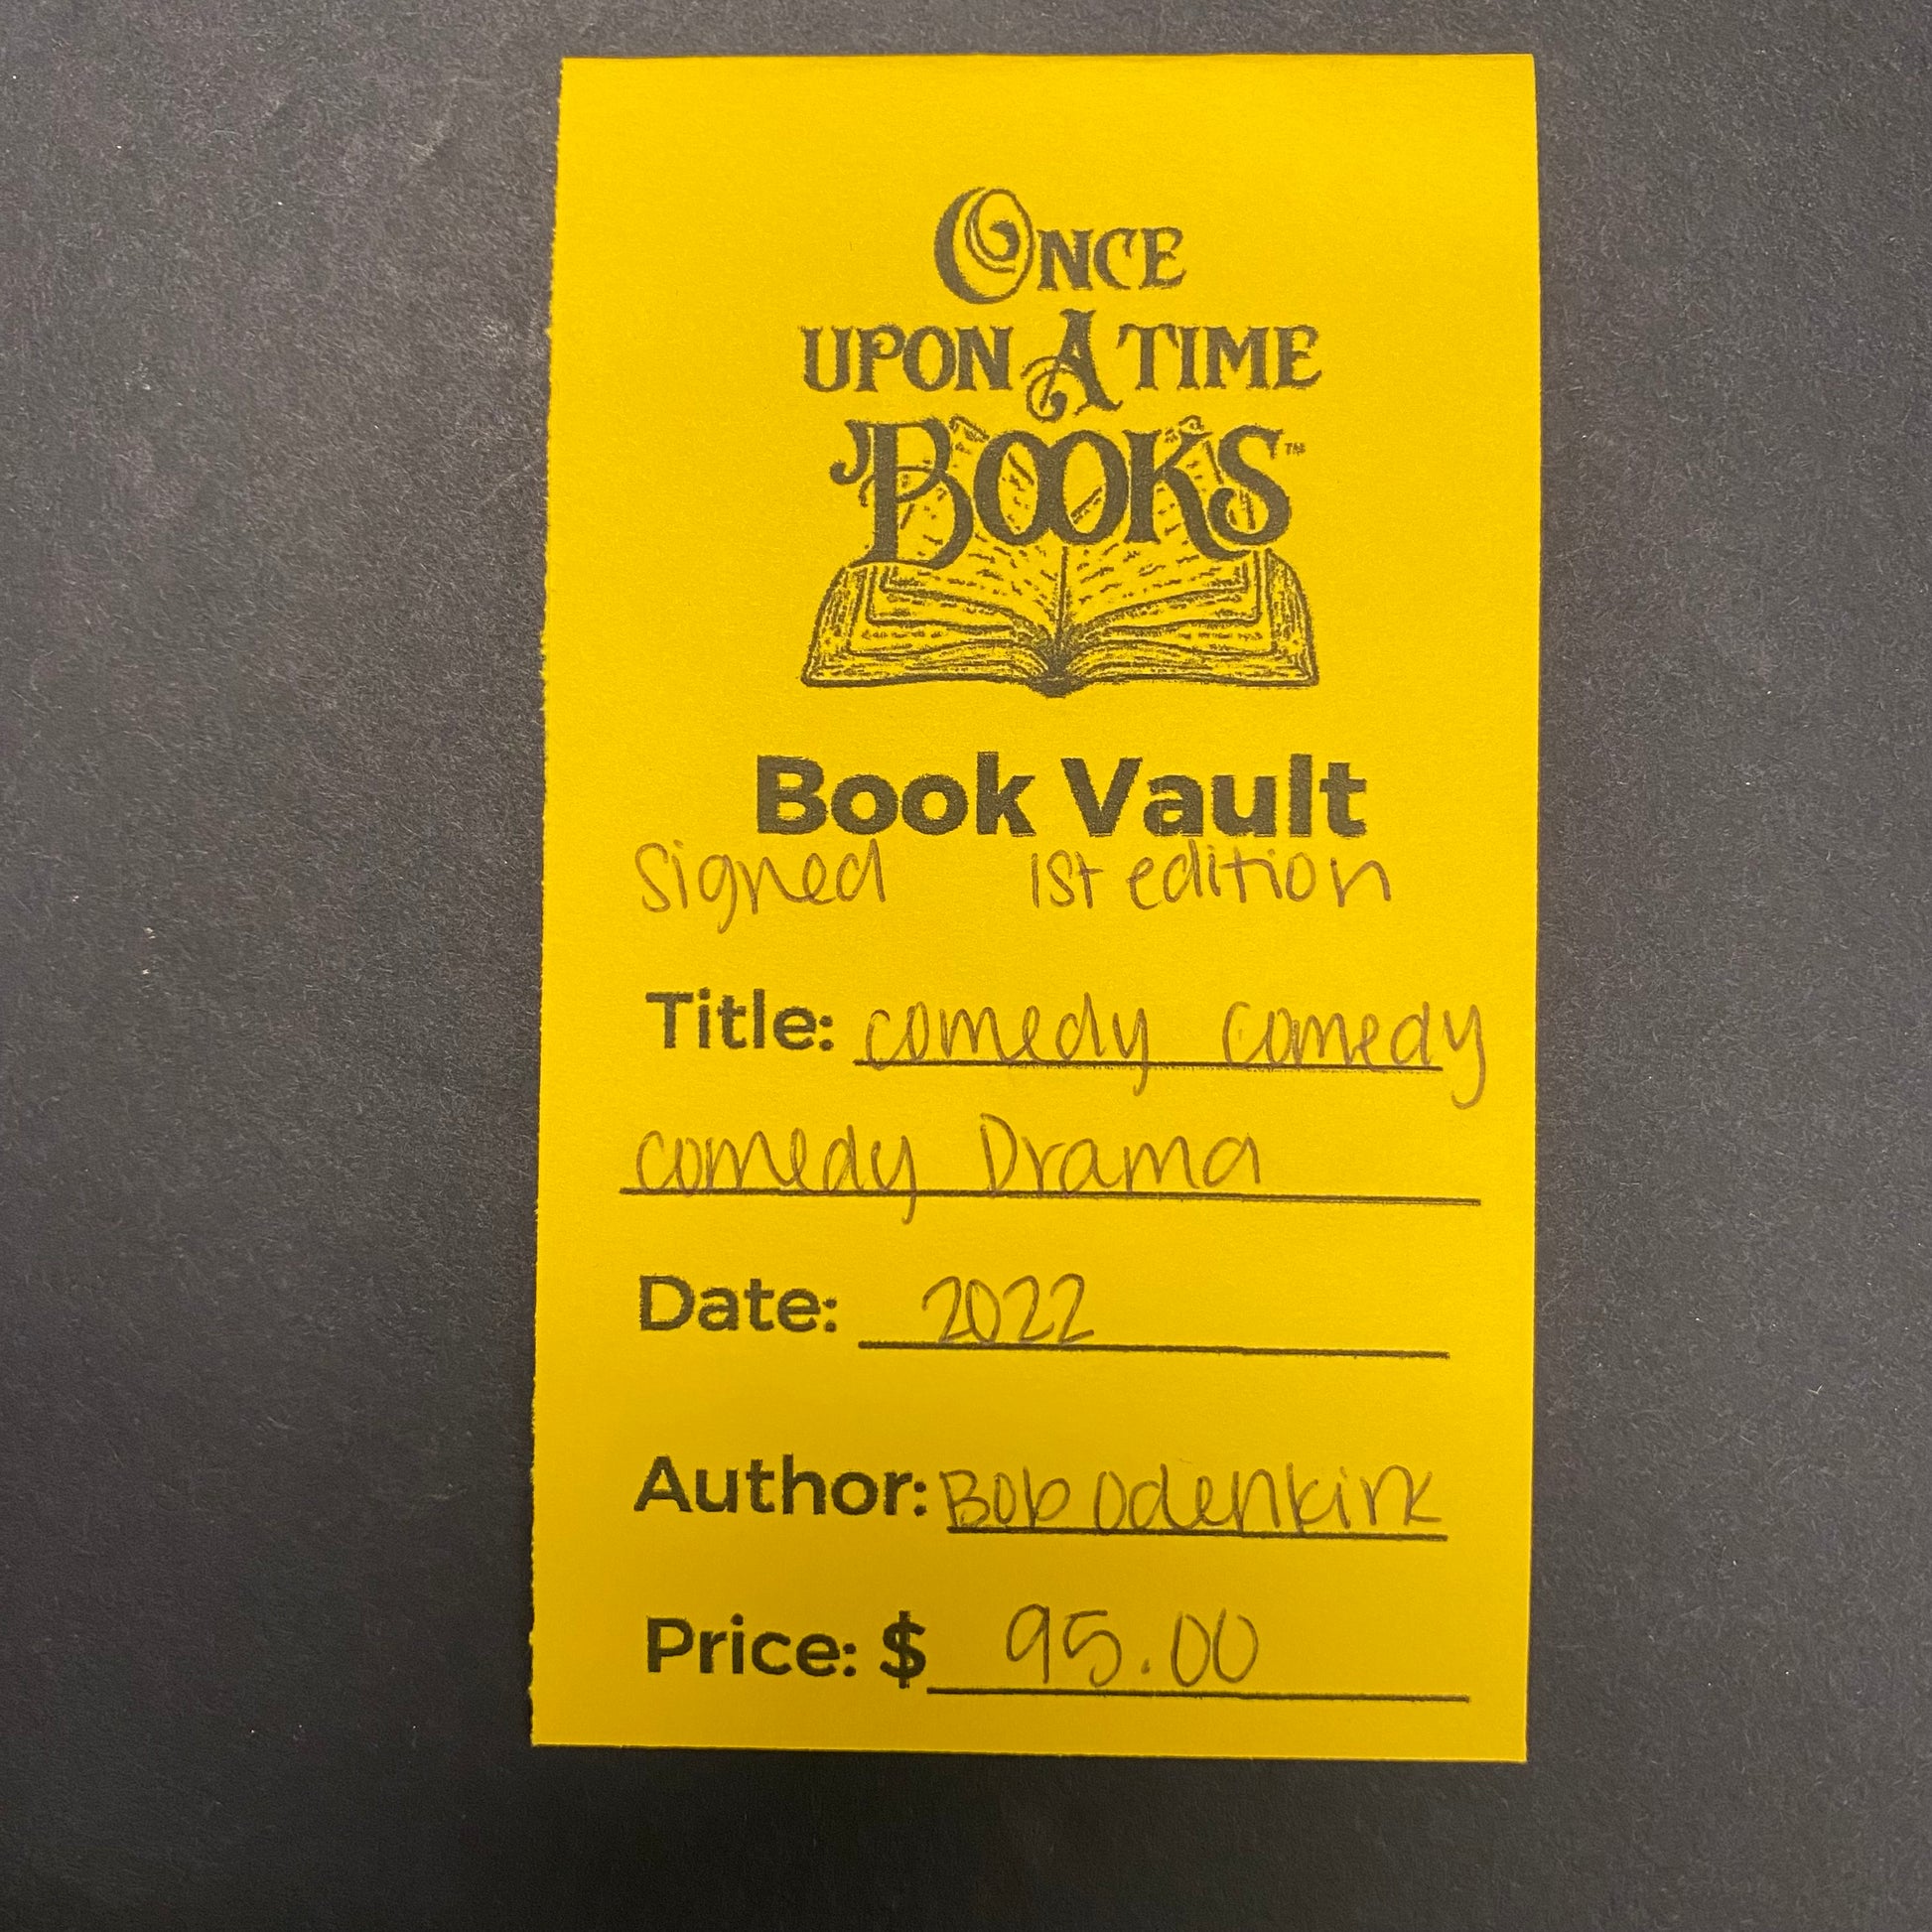 ONCE
UPON A TIME
BOOKS™
Book Vault
signed 1st edition
Title: comedy comedy
comedy Drama
Date: 2022
Author: Bob Odenkirk
Price: $ 95.00